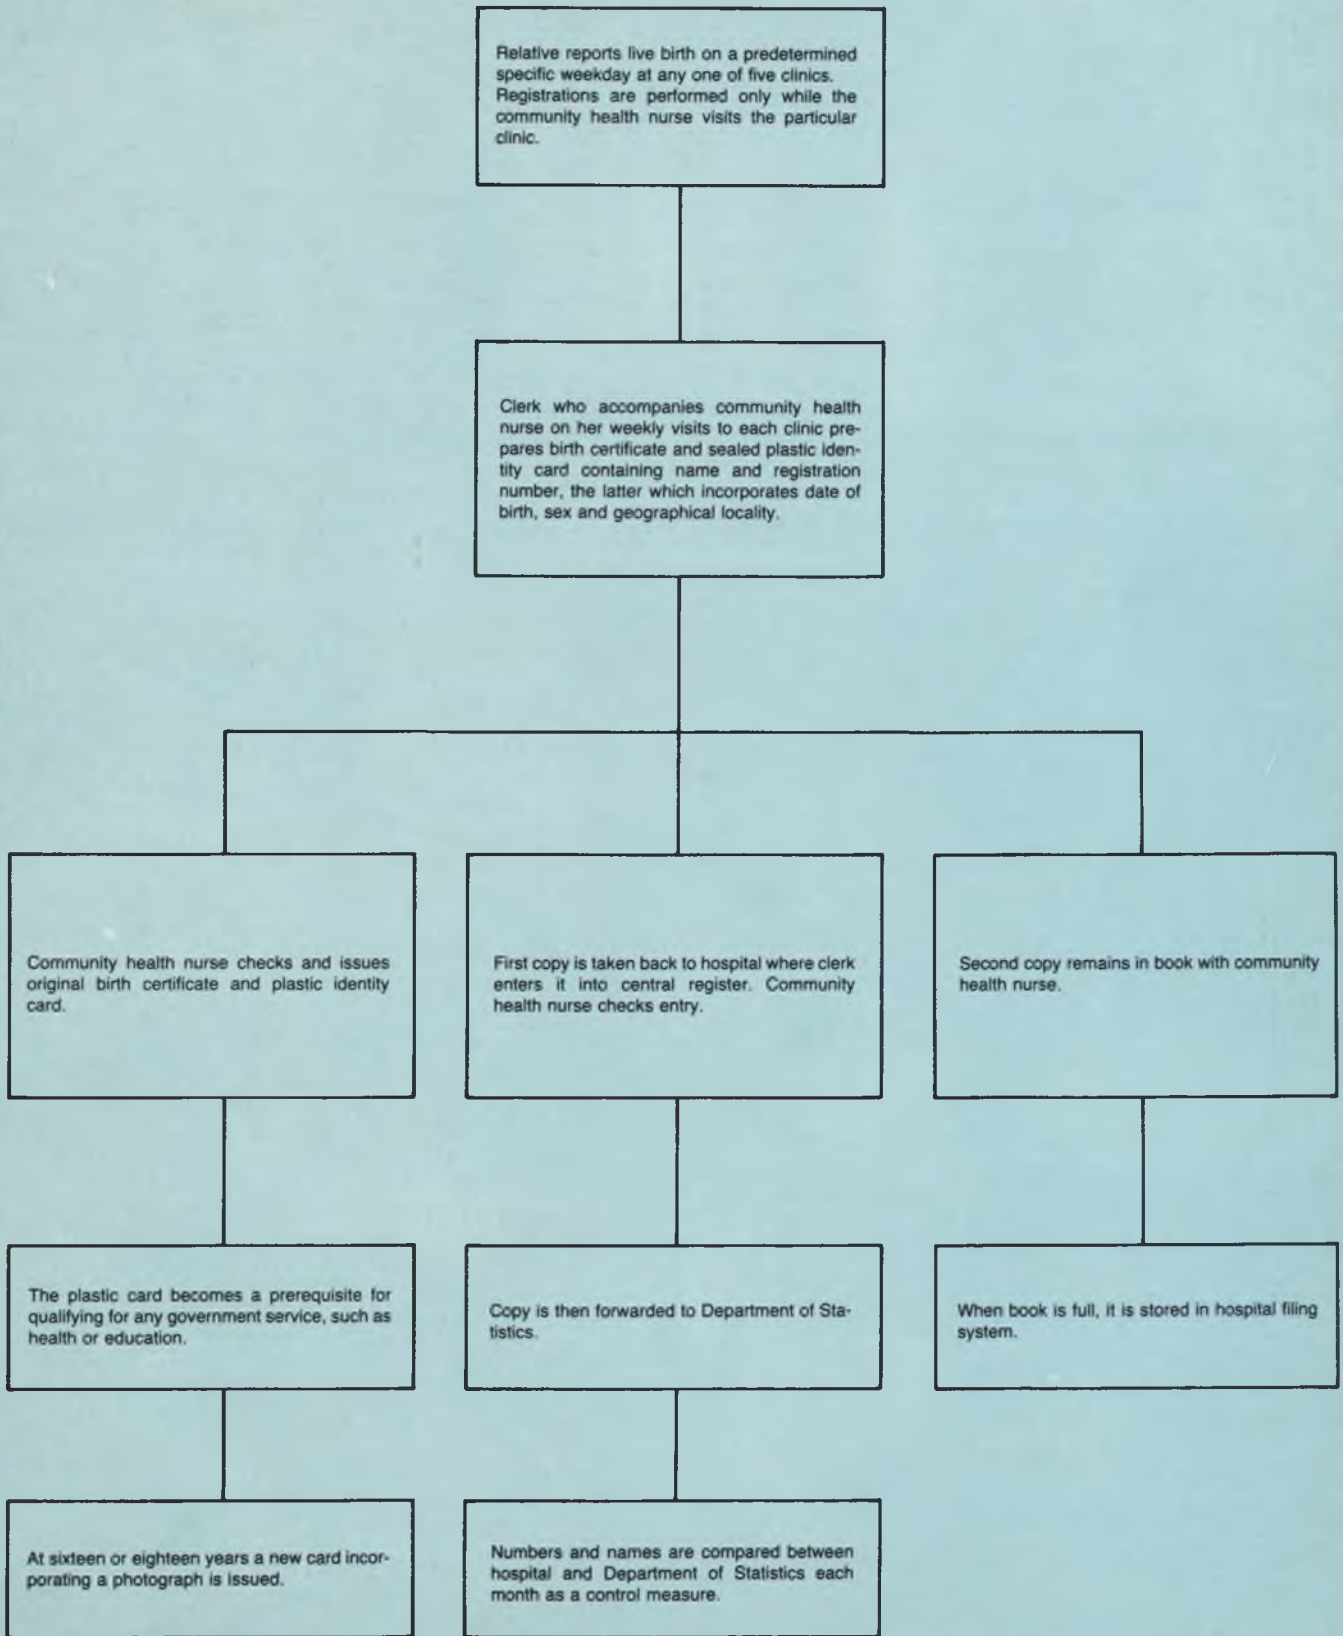 Relative reports live birth on a predetermined
specific weekday at any one of five clinics.
Registrations are performed only while the
community health nurse visits the particular
clinic.
Clerk who accompanies community health
nurse on her weekly visits to each clinic pre-
pares birth certificate and sealed plastic iden-
tity card containing name and registration
number, the latter which incorporates date of
birth, sex and geographical locality.
Community health nurse checks and issues
original birth certificate and plastic identity
card.
First copy is taken back to hospital where clerk
enters it into central register. Community
health nurse checks entry.
Second copy remains in book with community
health nurse.
The plastic card becomes a prerequisite for
qualifying for any government service, such as
health or education.
Copy is then forwarded to Department of Sta-
tistics.
When book is full, it is stored in hospital filing
system.
At sixteen or eighteen years a new card incor-
porating a photograph is issued.
Numbers and names are compared between
hospital and Department of Statistics each
month as a control measure.